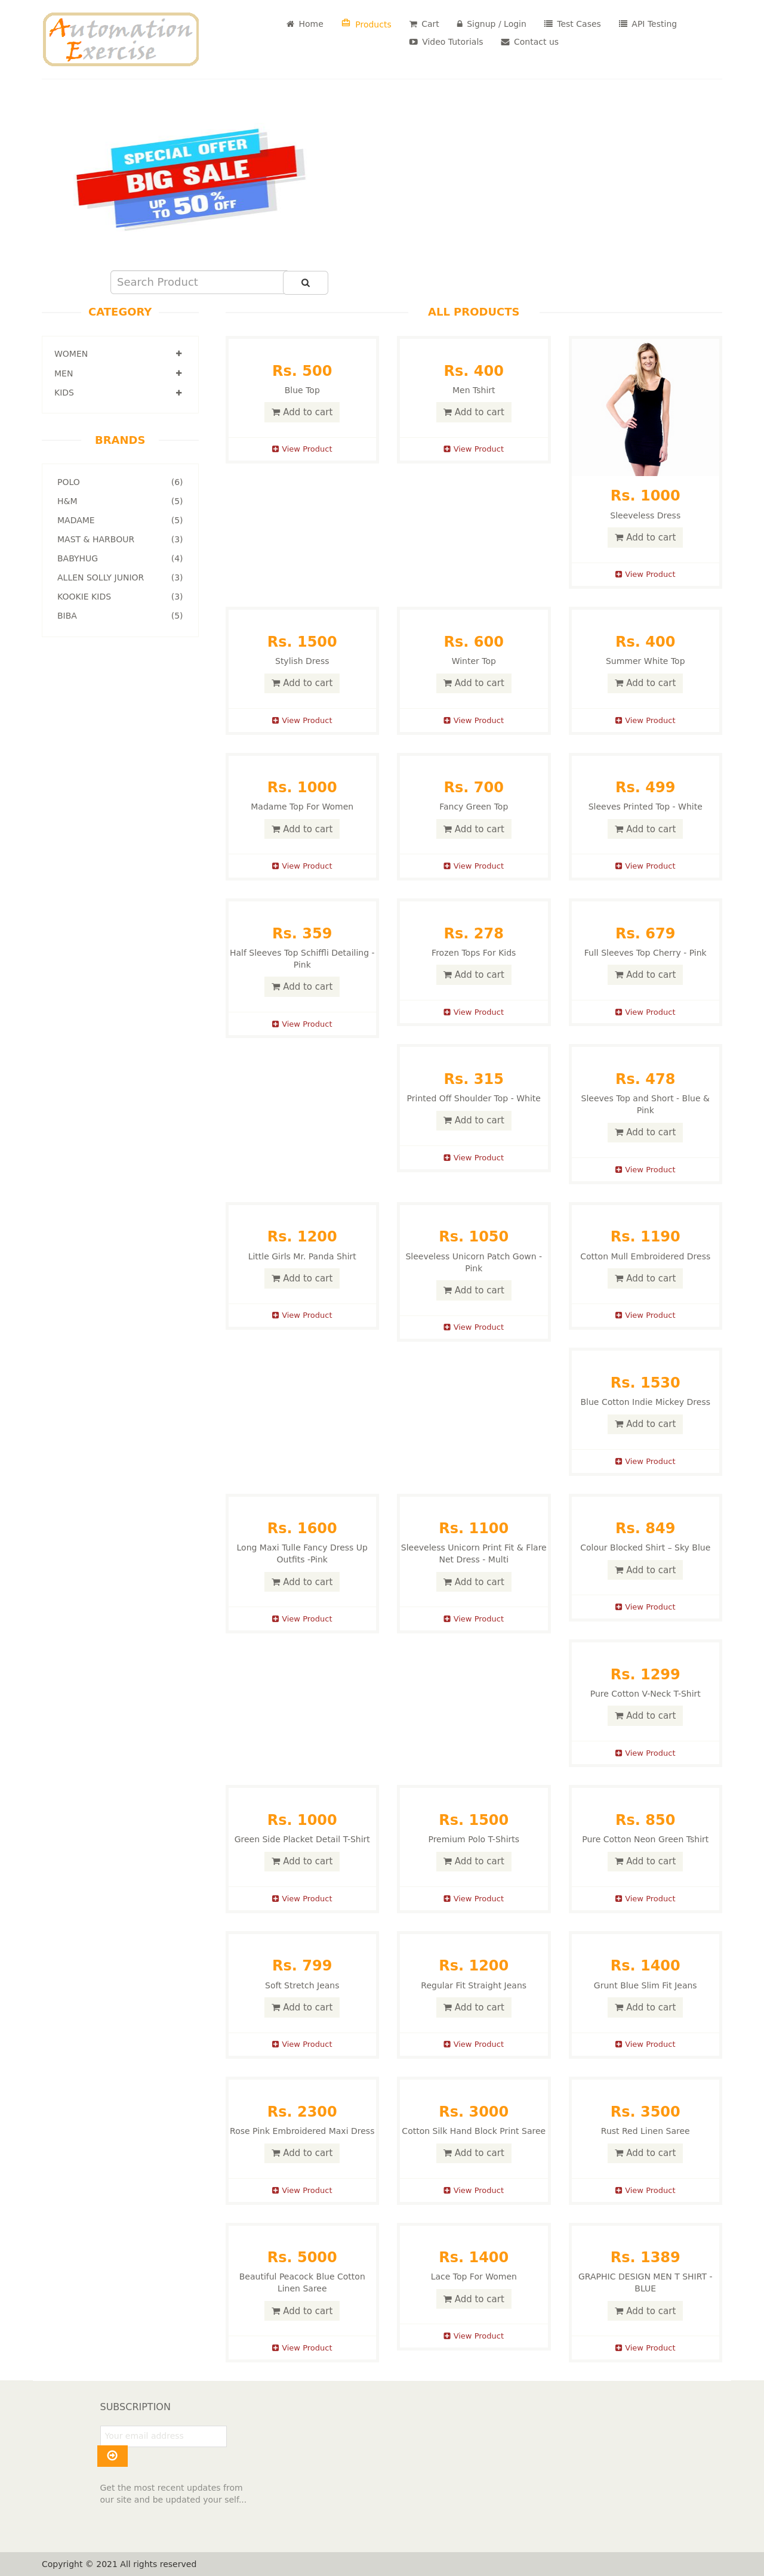 Automation
Exercise
Home
Products
Cart
Signup / Login
Test Cases
API Testing
Video Tutorials
Contact us
SPECIAL OFFER
BIG SALE
UP TO 50% OFF
Search Product
CATEGORY
WOMEN
MEN
KIDS
BRANDS
POLO (6)
H&M (5)
MADAME (5)
MAST & HARBOUR (3)
BABYHUG (4)
ALLEN SOLLY JUNIOR (3)
KOOKIE KIDS (3)
BIBA (5)
ALL PRODUCTS
Rs. 500
Blue Top
Add to cart
View Product
Rs. 400
Men Tshirt
Add to cart
View Product
Rs. 1000
Sleeveless Dress
Add to cart
View Product
Rs. 1500
Stylish Dress
Add to cart
View Product
Rs. 600
Winter Top
Add to cart
View Product
Rs. 400
Summer White Top
Add to cart
View Product
Rs. 1000
Madame Top For Women
Add to cart
View Product
Rs. 700
Fancy Green Top
Add to cart
View Product
Rs. 499
Sleeves Printed Top - White
Add to cart
View Product
Rs. 359
Half Sleeves Top Schiffli Detailing -
Pink
Add to cart
View Product
Rs. 278
Frozen Tops For Kids
Add to cart
View Product
Rs. 679
Full Sleeves Top Cherry - Pink
Add to cart
View Product
Rs. 315
Printed Off Shoulder Top - White
Add to cart
View Product
Rs. 478
Sleeves Top and Short - Blue &
Pink
Add to cart
View Product
Rs. 1200
Little Girls Mr. Panda Shirt
Add to cart
View Product
Rs. 1050
Sleeveless Unicorn Patch Gown -
Pink
Add to cart
View Product
Rs. 1190
Cotton Mull Embroidered Dress
Add to cart
View Product
Rs. 1530
Blue Cotton Indie Mickey Dress
Add to cart
View Product
Rs. 1600
Long Maxi Tulle Fancy Dress Up
Outfits -Pink
Add to cart
View Product
Rs. 1100
Sleeveless Unicorn Print Fit & Flare
Net Dress - Multi
Add to cart
View Product
Rs. 849
Colour Blocked Shirt – Sky Blue
Add to cart
View Product
Rs. 1299
Pure Cotton V-Neck T-Shirt
Add to cart
View Product
Rs. 1000
Green Side Placket Detail T-Shirt
Add to cart
View Product
Rs. 1500
Premium Polo T-Shirts
Add to cart
View Product
Rs. 850
Pure Cotton Neon Green Tshirt
Add to cart
View Product
Rs. 799
Soft Stretch Jeans
Add to cart
View Product
Rs. 1200
Regular Fit Straight Jeans
Add to cart
View Product
Rs. 1400
Grunt Blue Slim Fit Jeans
Add to cart
View Product
Rs. 2300
Rose Pink Embroidered Maxi Dress
Add to cart
View Product
Rs. 3000
Cotton Silk Hand Block Print Saree
Add to cart
View Product
Rs. 3500
Rust Red Linen Saree
Add to cart
View Product
Rs. 5000
Beautiful Peacock Blue Cotton
Linen Saree
Add to cart
View Product
Rs. 1400
Lace Top For Women
Add to cart
View Product
Rs. 1389
GRAPHIC DESIGN MEN T SHIRT -
BLUE
Add to cart
View Product
SUBSCRIPTION
Your email address
Get the most recent updates from
our site and be updated your self...
Copyright © 2021 All rights reserved